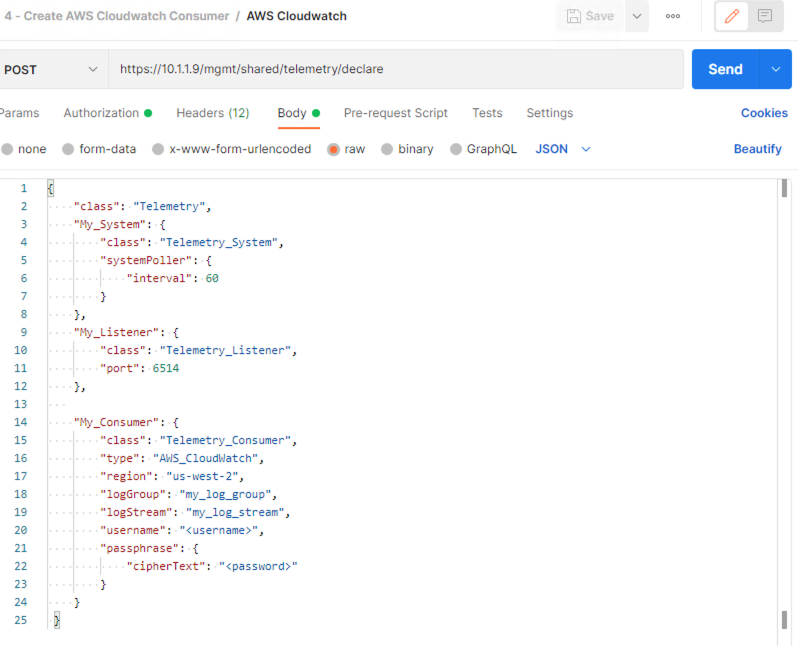 4 - Create AWS Cloudwatch Consumer / AWS Cloudwatch
Save
POST
https://10.1.1.9/mgmt/shared/telemetry/declare
Send
Params Authorization Headers (12) Body Pre-request Script Tests Settings Cookies
none form-data x-www-form-urlencoded raw binary GraphQL JSON Beautify
1 {
2 "class": "Telemetry",
3 "My_System": {
4 "class": "Telemetry_System",
5 "systemPoller": {
6 "interval": 60
7 }
8 },
9 "My_Listener": {
10 "class": "Telemetry_Listener",
11 "port": 6514
12 },
13
14 "My_Consumer": {
15 "class": "Telemetry_Consumer",
16 "type": "AWS_CloudWatch",
17 "region": "us-west-2",
18 "logGroup": "my_log_group",
19 "logStream": "my_log_stream",
20 "username": "<username>",
21 "passphrase": {
22 "cipherText": "<password>"
23 }
24 }
25 }